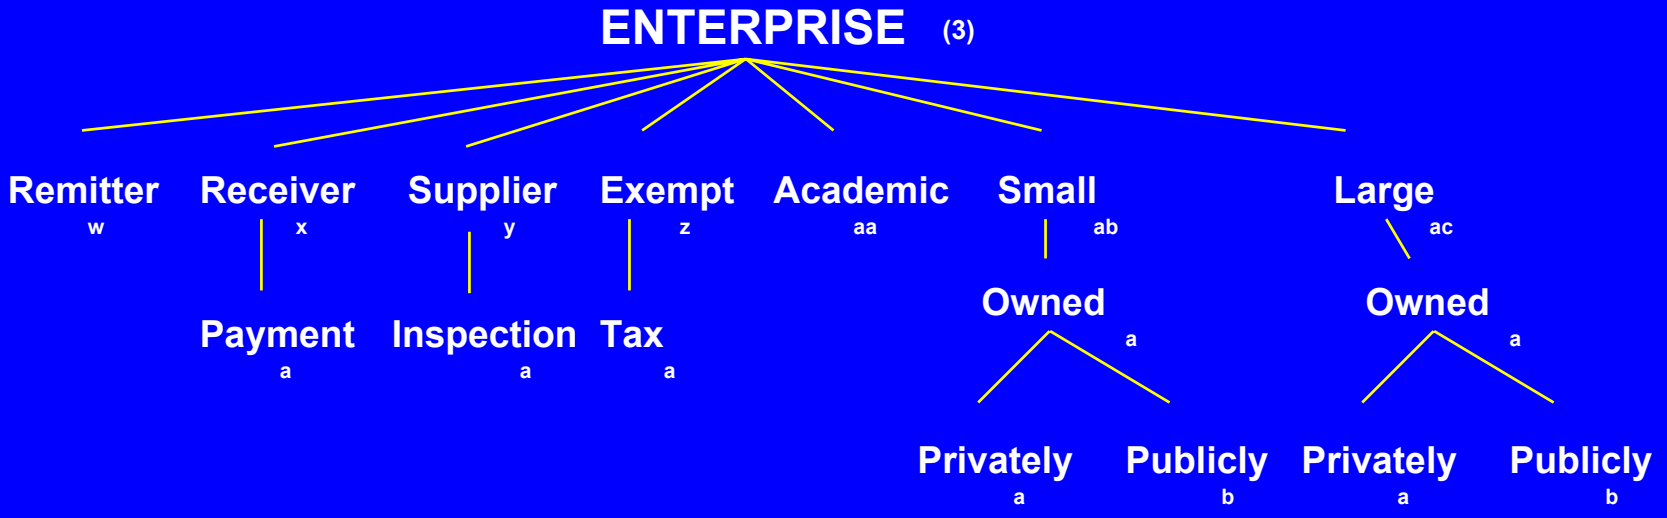 ENTERPRISE (3)
Remitter Receiver Supplier Exempt Academic Small Large
w x y z aa ab ac
Owned Owned
a a
Payment Inspection Tax
a a a
Privately Publicly Privately Publicly
a b a b